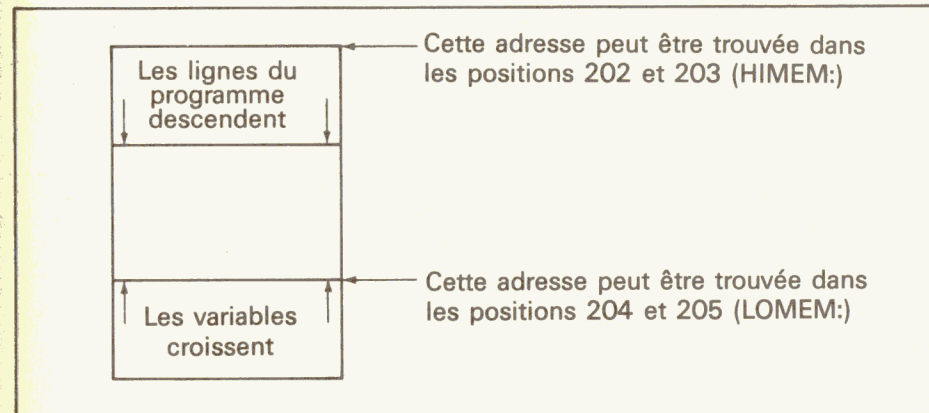 Cette adresse peut être trouvée dans
les positions 202 et 203 (HIMEM:)
Les lignes du
programme
descendent
Cette adresse peut être trouvée dans
les positions 204 et 205 (LOMEM:)
Les variables
croissent